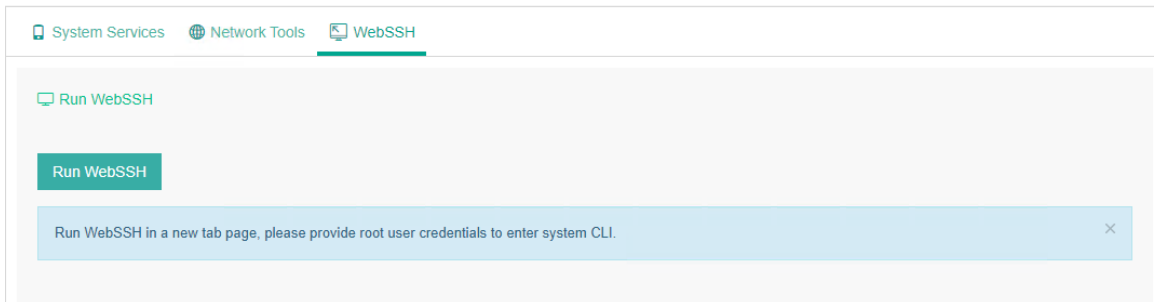 System Services Network Tools WebSSH
Run WebSSH
Run WebSSH
Run WebSSH in a new tab page, please provide root user credentials to enter system CLI.